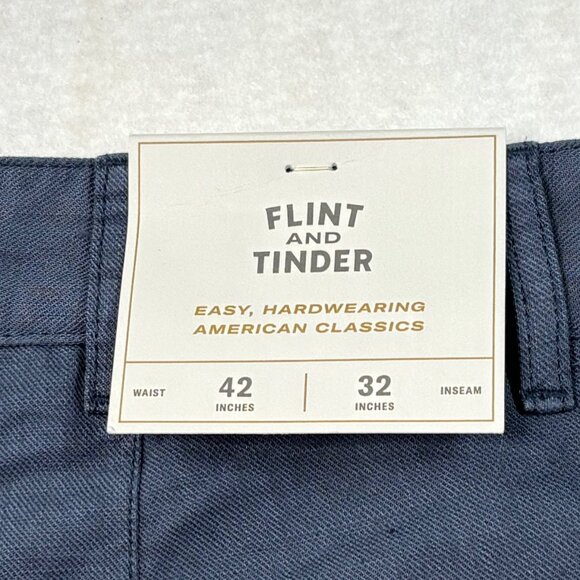 FLINT
AND
TINDER
EASY, HARDWEARING
AMERICAN CLASSICS
WAIST 42 INCHES | 32 INCHES INSEAM